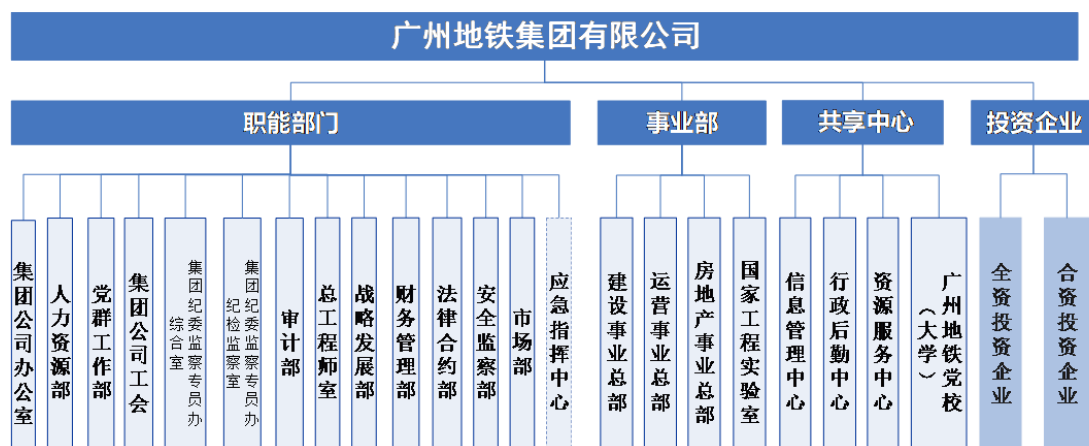 广州地铁集团有限公司
职能部门
事业部
共享中心
投资企业
集团公司办公室
人力资源部
党群工作部
集团公司工会
集团纪委监察专员办
综合室
集团纪委监察专员办
纪检监察室
审计部
总工程师室
战略发展部
财务管理部
法律合约部
安全监察部
市场部
应急指挥中心
建设事业总部
运营事业总部
房地产事业总部
国家工程实验室
信息管理中心
行政后勤中心
资源服务中心
广州地铁党校
（大学）
全资投资企业
合资投资企业